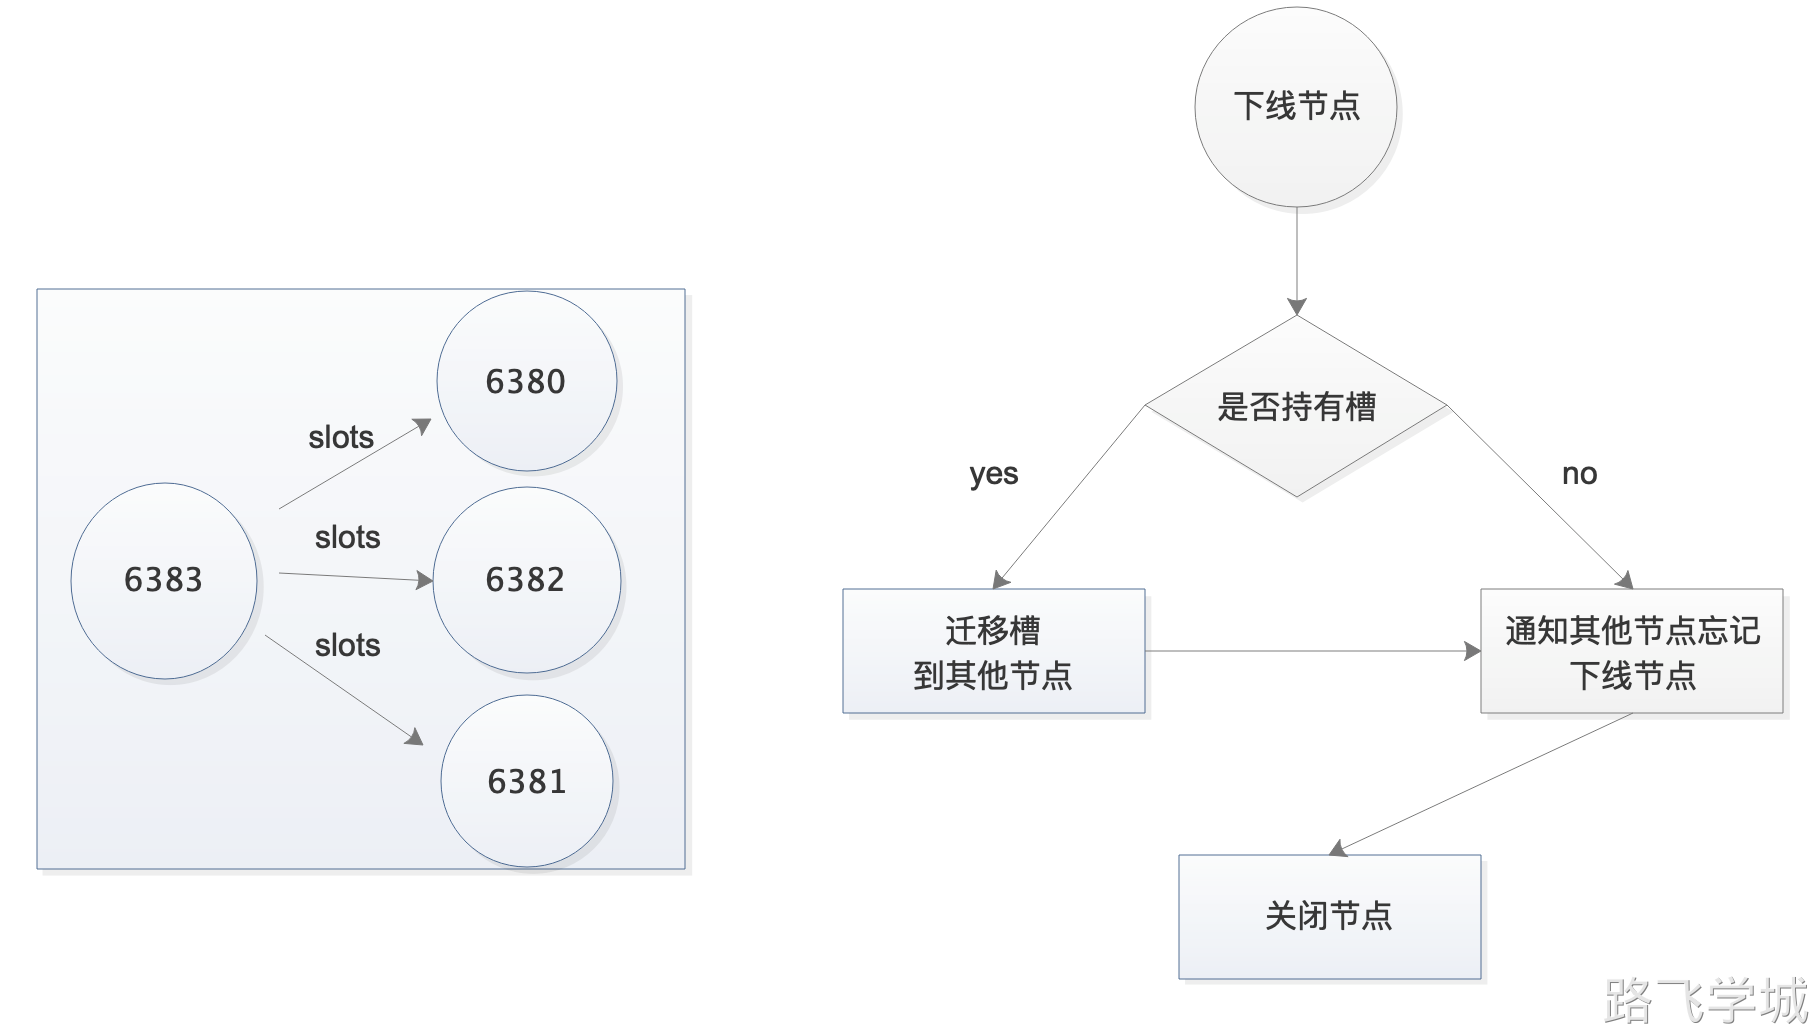 6380
slots
slots
6383
6382
slots
6381
下线节点
是否持有槽
yes
no
迁移槽
到其他节点
通知其他节点忘记
下线节点
关闭节点
路飞学城